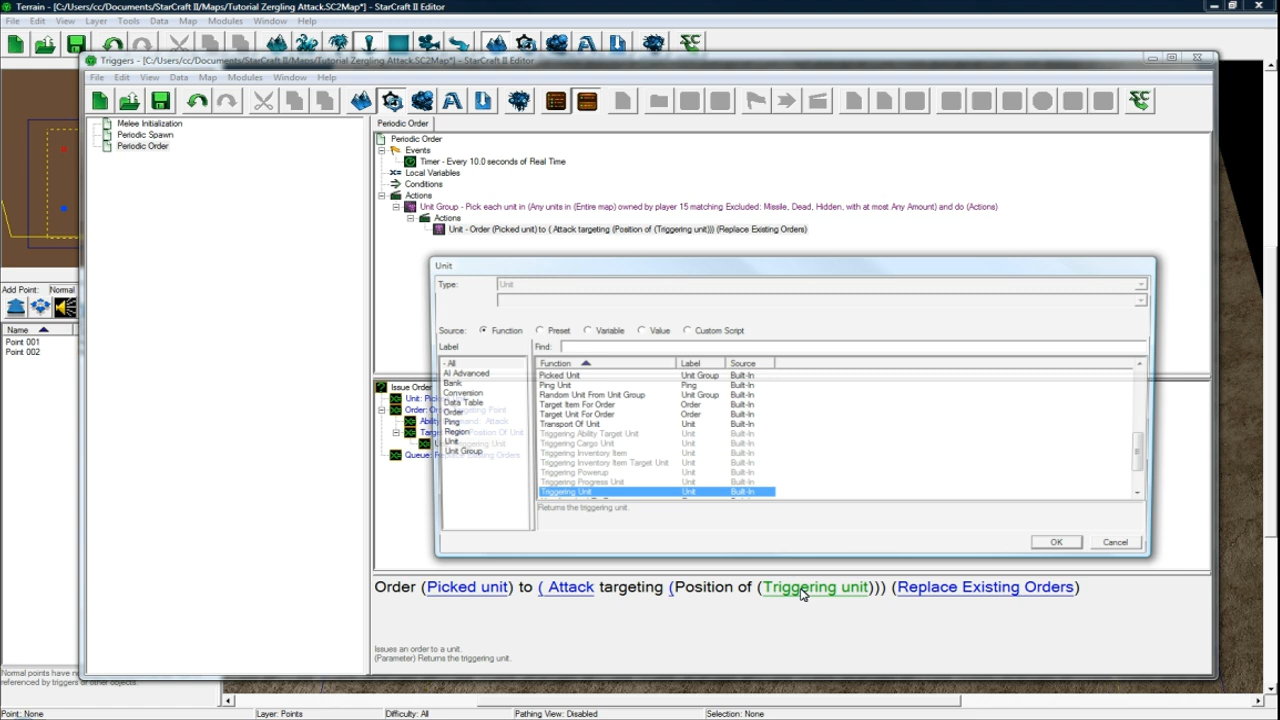 Terrain - [C:/Users/cc/Documents/StarCraft II/Maps/Tutorial Zergling Attack.SC2Map*] - StarCraft II Editor
File Edit View Layer Tools Data Map Modules Window Help
Triggers - [C:/Users/cc/Documents/StarCraft II/Maps/Tutorial Zergling Attack.SC2Map*] - StarCraft II Editor
File Edit View Data Map Modules Window Help
Melee Initialization
Periodic Spawn
Periodic Order
Periodic Order
Periodic Order
Events
Timer - Every 10.0 seconds of Real Time
Local Variables
Conditions
Actions
Unit Group - Pick each unit in (Any units in (Entire map) owned by player 15 matching Excluded: Missile, Dead, Hidden, with at most Any Amount) and do (Actions)
Actions
Unit - Order (Picked unit) to ( Attack targeting (Position of (Triggering unit))) (Replace Existing Orders)
Add Point: Normal
Name
Point 001
Point 002
Unit
Type: Unit
Source: Function Preset Variable Value Custom Script
Label
Find:
- All
AI Advanced
Bank
Conversion
Data Table
Order
Ping
Region
Unit
Unit Group
Function Label Source
Picked Unit Unit Group Built-In
Ping Unit Ping Built-In
Random Unit From Unit Group Unit Group Built-In
Target Item For Order Order Built-In
Target Unit For Order Order Built-In
Transport Of Unit Unit Built-In
Triggering Ability Target Unit Unit Built-In
Triggering Cargo Unit Unit Built-In
Triggering Inventory Item Unit Built-In
Triggering Inventory Item Target Unit Unit Built-In
Triggering Powerup Unit Built-In
Triggering Progress Unit Unit Built-In
Triggering Unit Unit Built-In
Returns the triggering unit.
OK Cancel
Issue Order
Order (Picked unit) to ( Attack targeting (Position of (Triggering unit))) (Replace Existing Orders)
Issues an order to a unit.
(Parameter) Returns the triggering unit.
Normal points have n
referenced by triggers or other objects.
Point: None Layer: Points Difficulty: All Pathing View: Disabled Selection: None